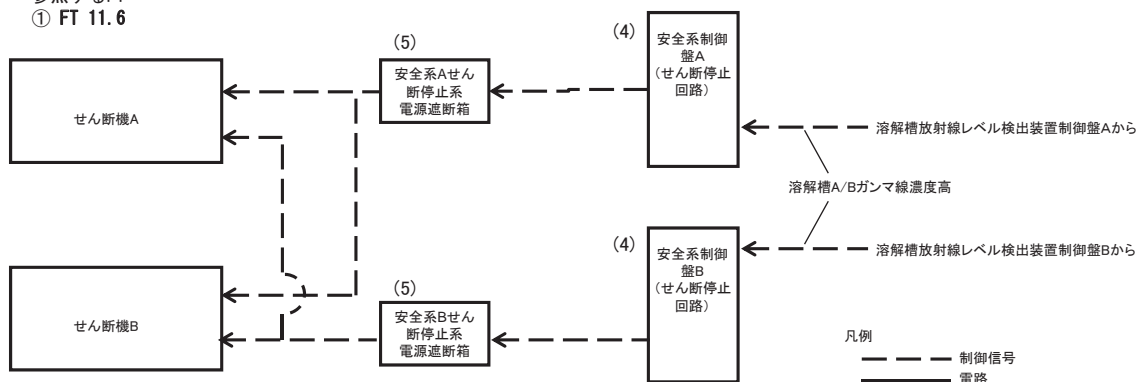 ① FT 11.6
せん断機A
(5)
安全系Aせん
断停止系
電源遮断箱
(4)
安全系制御
盤A
(せん断停止
回路)
溶解槽放射線レベル検出装置制御盤Aから
溶解槽A/Bガンマ線濃度高
せん断機B
(5)
安全系Bせん
断停止系
電源遮断箱
(4)
安全系制御
盤B
(せん断停止
回路)
溶解槽放射線レベル検出装置制御盤Bから
凡例
制御信号
電路